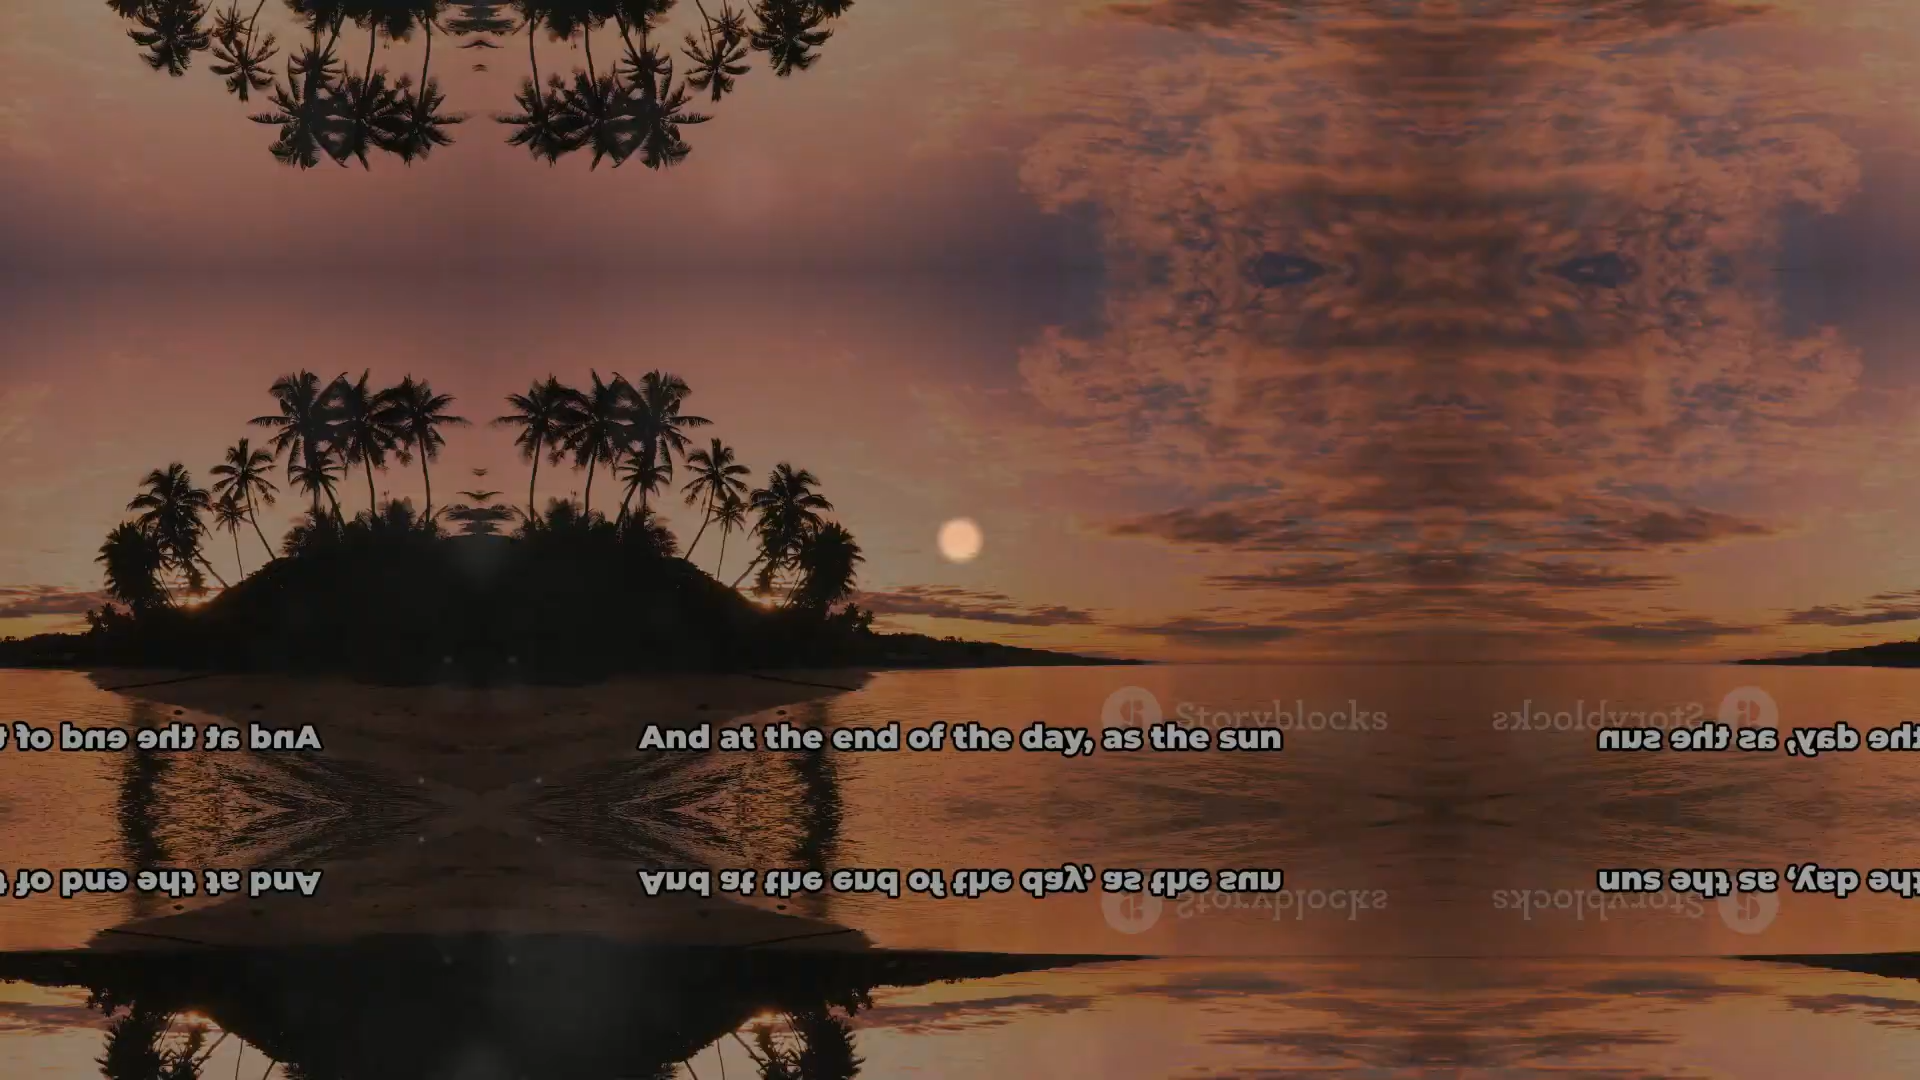 Storyblocks Storyblocks
And at the end of And at the end of the day, as the sun the day, as the sun
And at the end of And at the end of the day, as the sun the day, as the sun
Storyblocks Storyblocks